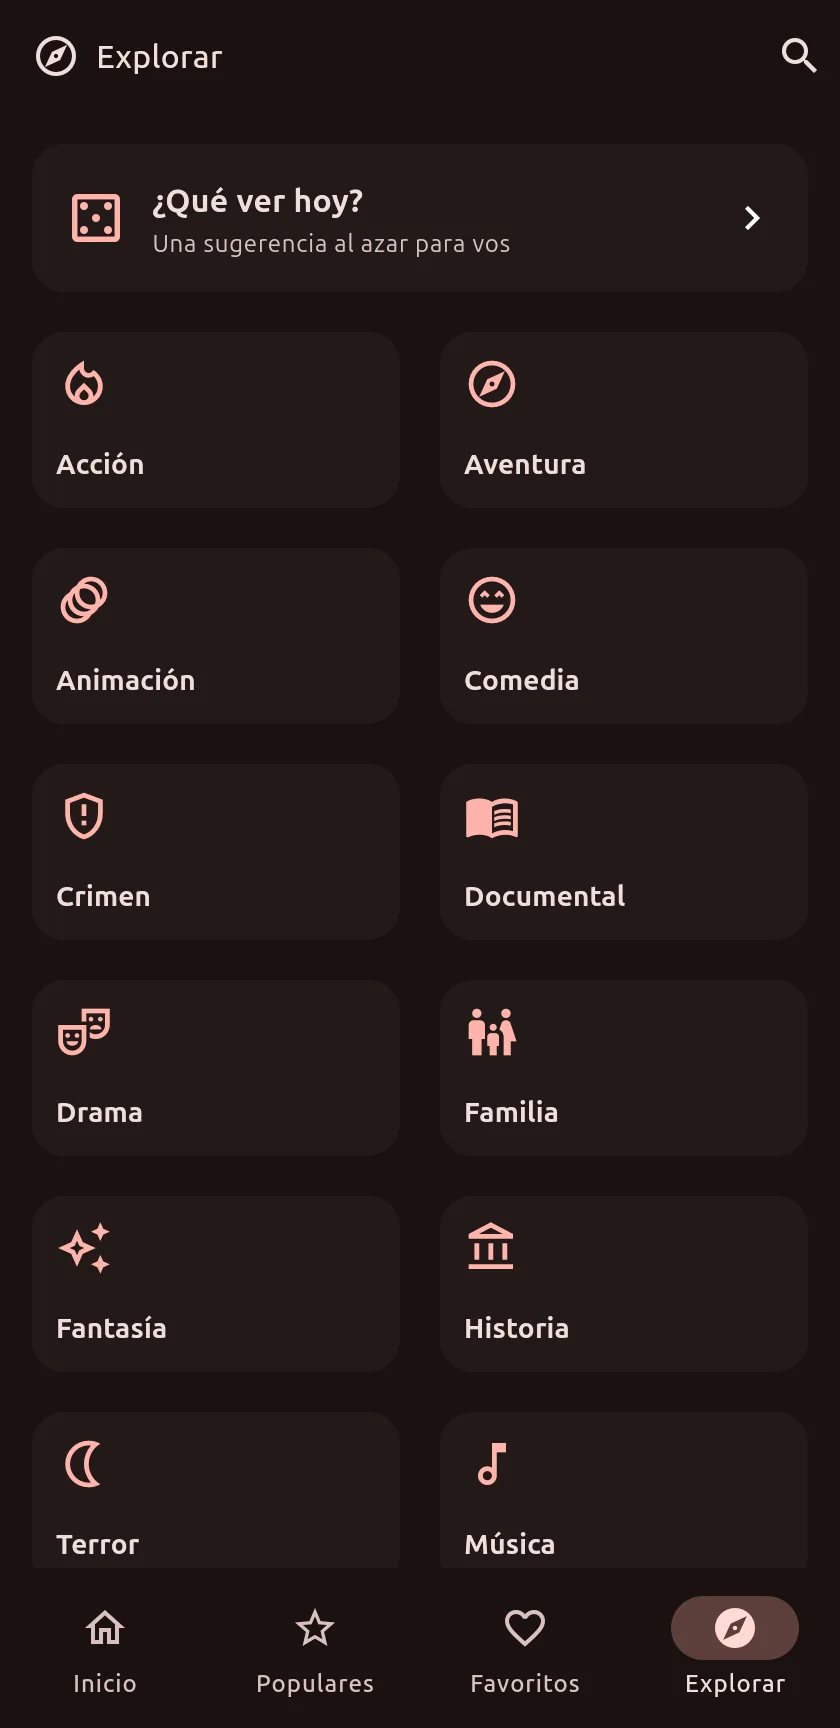 Explorar
¿Qué ver hoy?
Una sugerencia al azar para vos
Acción
Aventura
Animación
Comedia
Crimen
Documental
Drama
Familia
Fantasía
Historia
Terror
Música
Inicio
Populares
Favoritos
Explorar